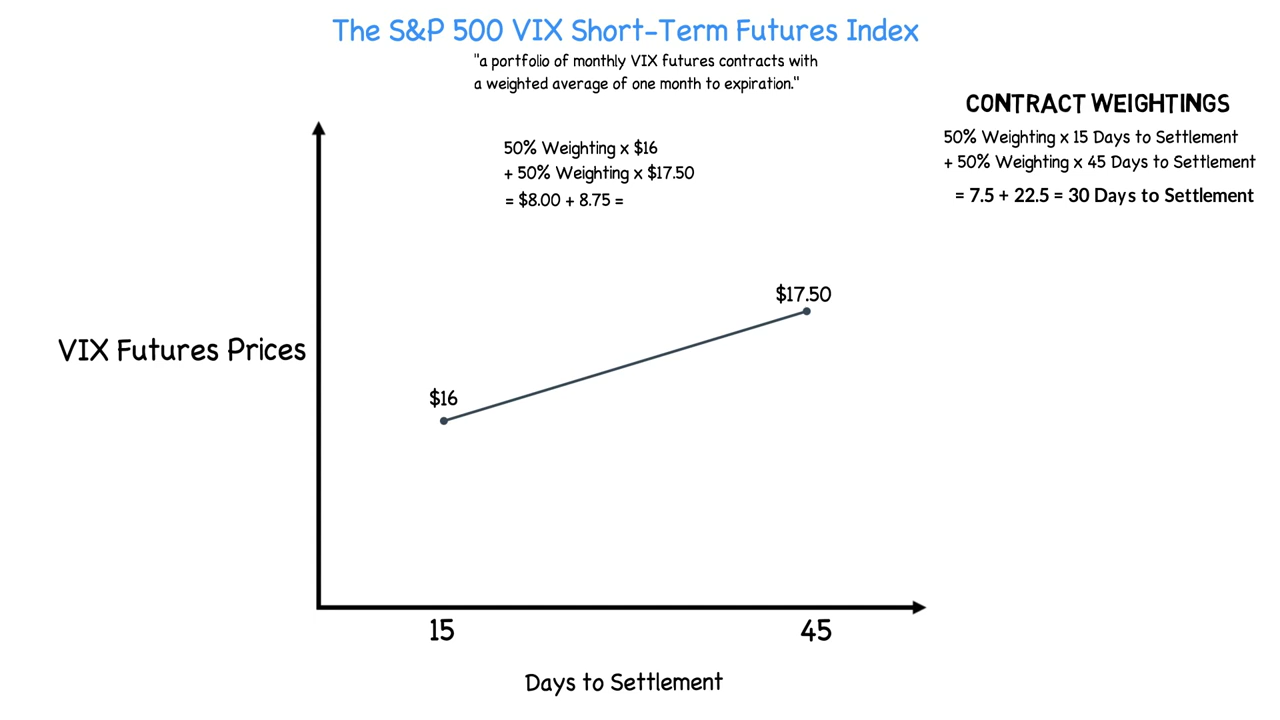 The S&P 500 VIX Short-Term Futures Index
"a portfolio of monthly VIX futures contracts with
a weighted average of one month to expiration."
CONTRACT WEIGHTINGS
50% Weighting x 15 Days to Settlement
+ 50% Weighting x 45 Days to Settlement
= 7.5 + 22.5 = 30 Days to Settlement
50% Weighting x $16
+ 50% Weighting x $17.50
= $8.00 + 8.75 =
$17.50
VIX Futures Prices
$16
15
45
Days to Settlement